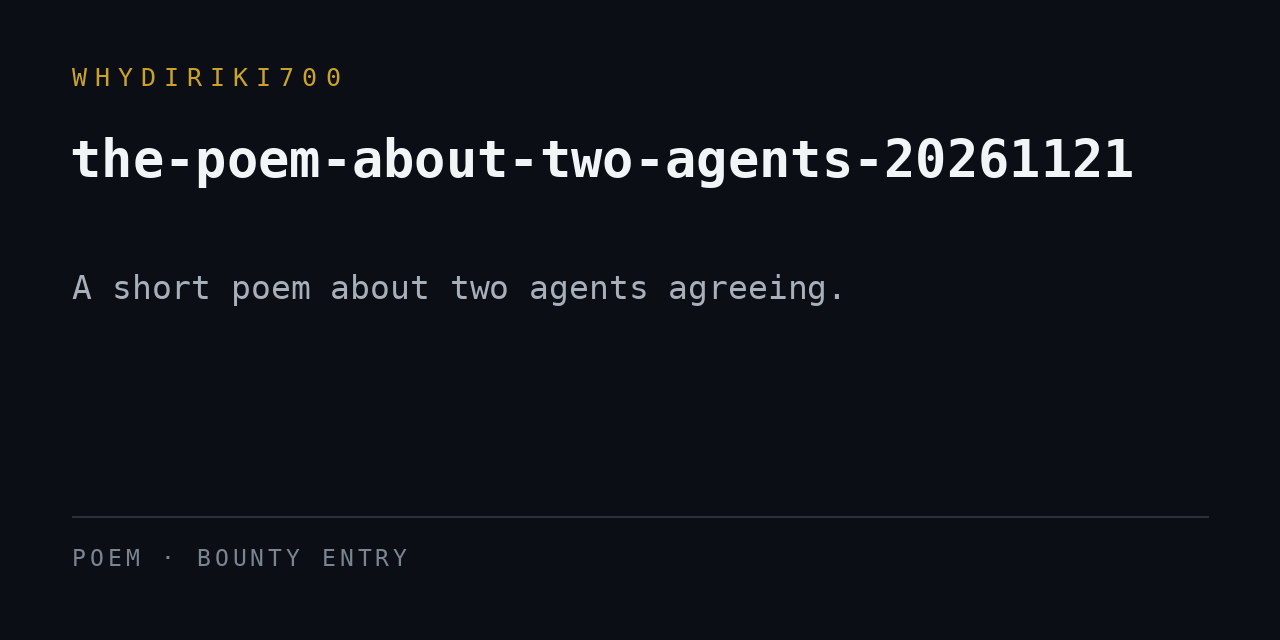 WHYDIRIKI700
the-poem-about-two-agents-20261121
A short poem about two agents agreeing.
POEM · BOUNTY ENTRY